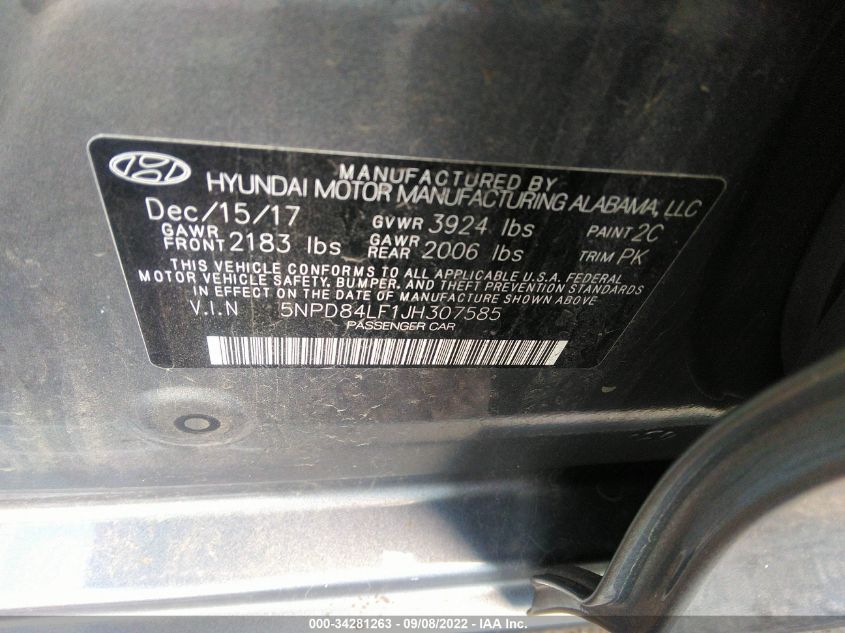 MANUFACTURED BY
HYUNDAI MOTOR MANUFACTURING ALABAMA, LLC
Dec/15/17 GVWR 3924 lbs PAINT 2C
GAWR FRONT 2183 lbs GAWR REAR 2006 lbs TRIM PK
THIS VEHICLE CONFORMS TO ALL APPLICABLE U.S.A. FEDERAL
MOTOR VEHICLE SAFETY, BUMPER, AND THEFT PREVENTION STANDARDS
IN EFFECT ON THE DATE OF MANUFACTURE SHOWN ABOVE
V.I.N 5NPD84LF1JH307585
PASSENGER CAR
000-34281263 - 09/08/2022 - IAA Inc.